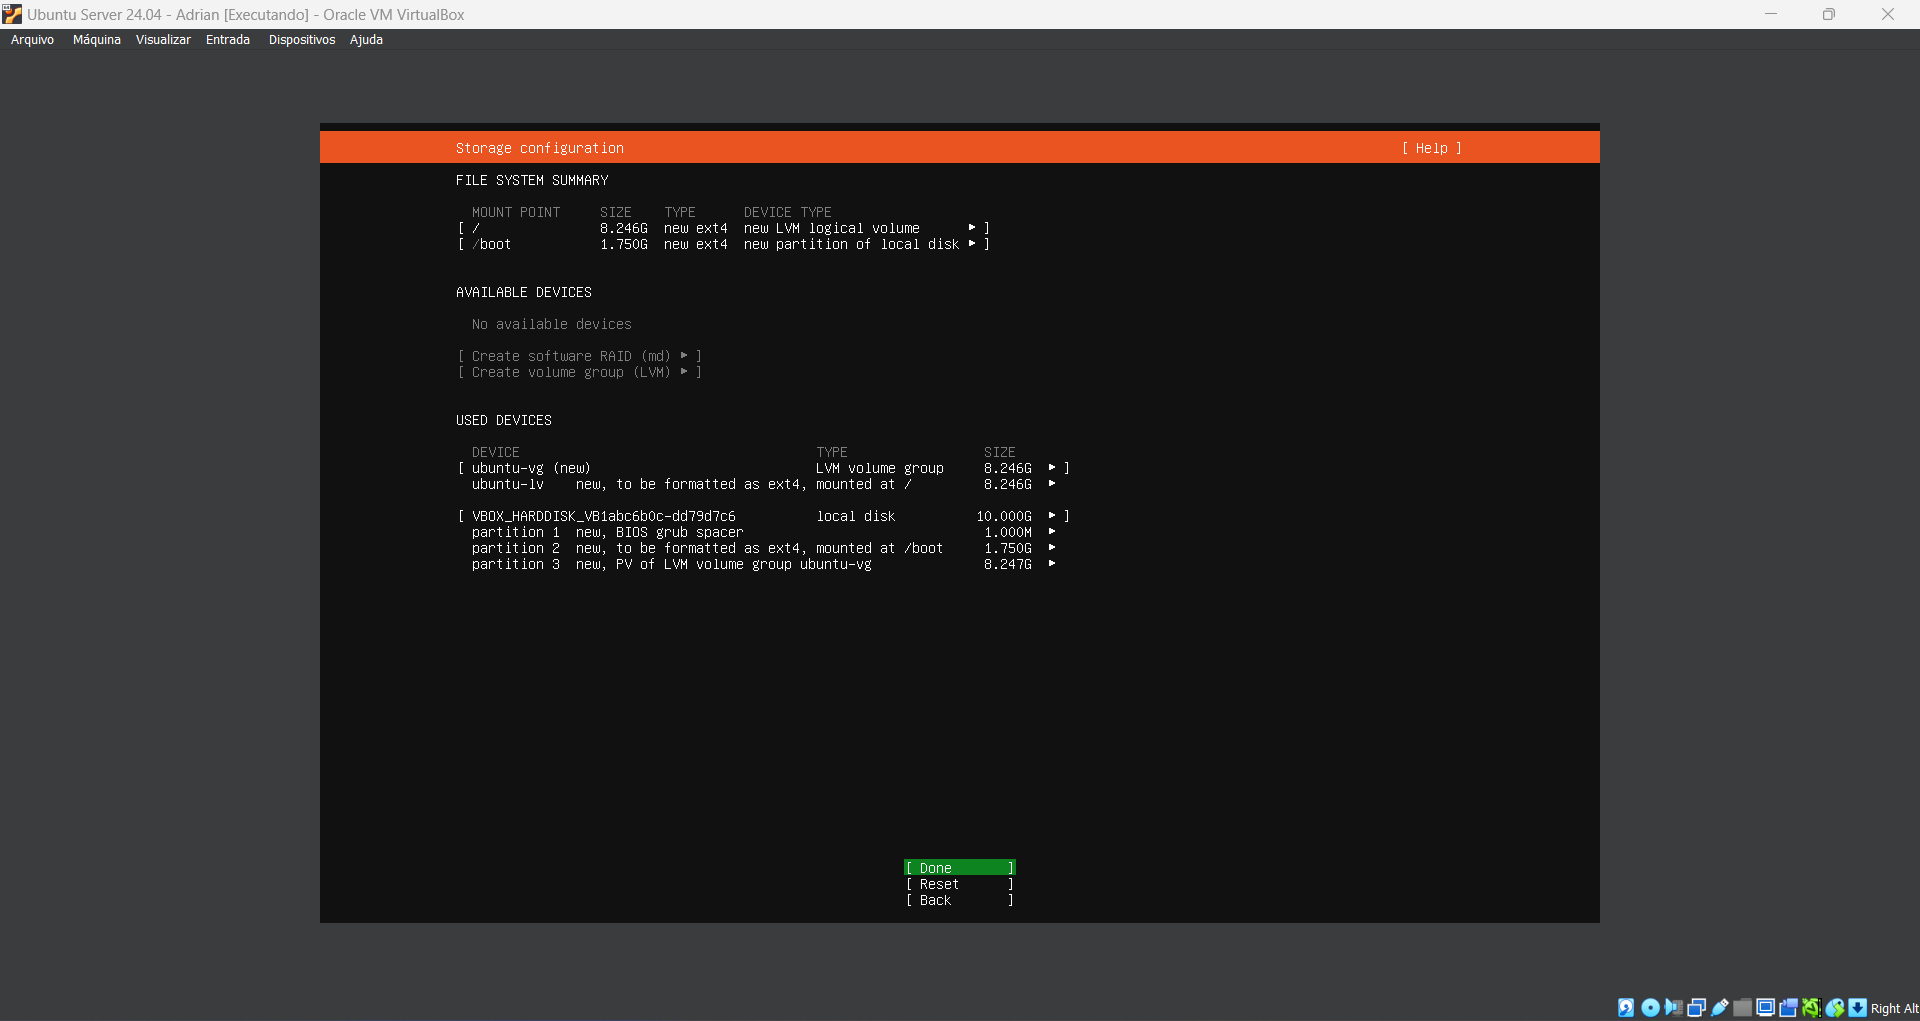 Ubuntu Server 24.04 - Adrian [Executando] - Oracle VM VirtualBox
Arquivo Máquina Visualizar Entrada Dispositivos Ajuda
Storage configuration [ Help ]
FILE SYSTEM SUMMARY
MOUNT POINT SIZE TYPE DEVICE TYPE
[ / 8.246G new ext4 new LVM logical volume ▸ ]
[ /boot 1.750G new ext4 new partition of local disk ▸ ]
AVAILABLE DEVICES
No available devices
[ Create software RAID (md) ▸ ]
[ Create volume group (LVM) ▸ ]
USED DEVICES
DEVICE TYPE SIZE
[ ubuntu-vg (new) LVM volume group 8.246G ▸ ]
ubuntu-lv new, to be formatted as ext4, mounted at / 8.246G ▸
[ VBOX_HARDDISK_VB1abc6b0c-dd79d7c6 local disk 10.000G ▸ ]
partition 1 new, BIOS grub spacer 1.000M ▸
partition 2 new, to be formatted as ext4, mounted at /boot 1.750G ▸
partition 3 new, PV of LVM volume group ubuntu-vg 8.247G ▸
[ Done ]
[ Reset ]
[ Back ]
Right Alt